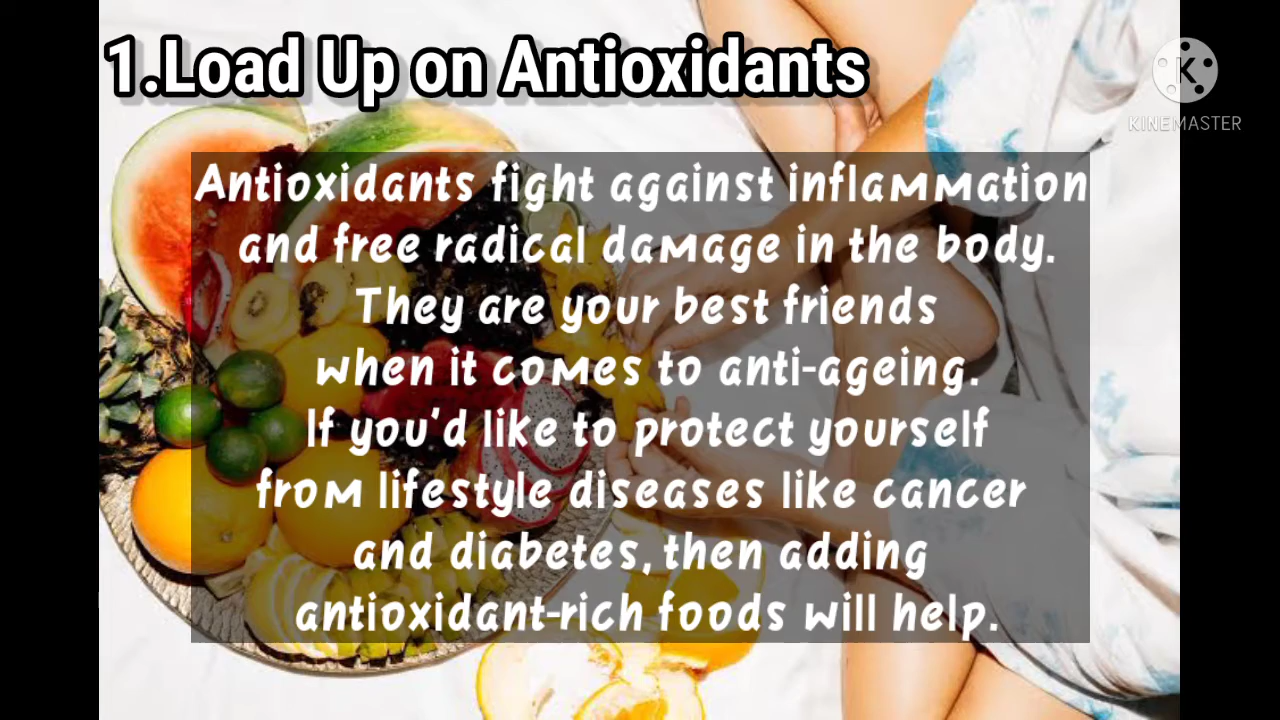 1.Load Up on Antioxidants
KINEMASTER
Antioxidants fight against inflammation
and free radical damage in the body.
They are your best friends
when it comes to anti-ageing.
If you'd like to protect yourself
from lifestyle diseases like cancer
and diabetes, then adding
antioxidant-rich foods will help.